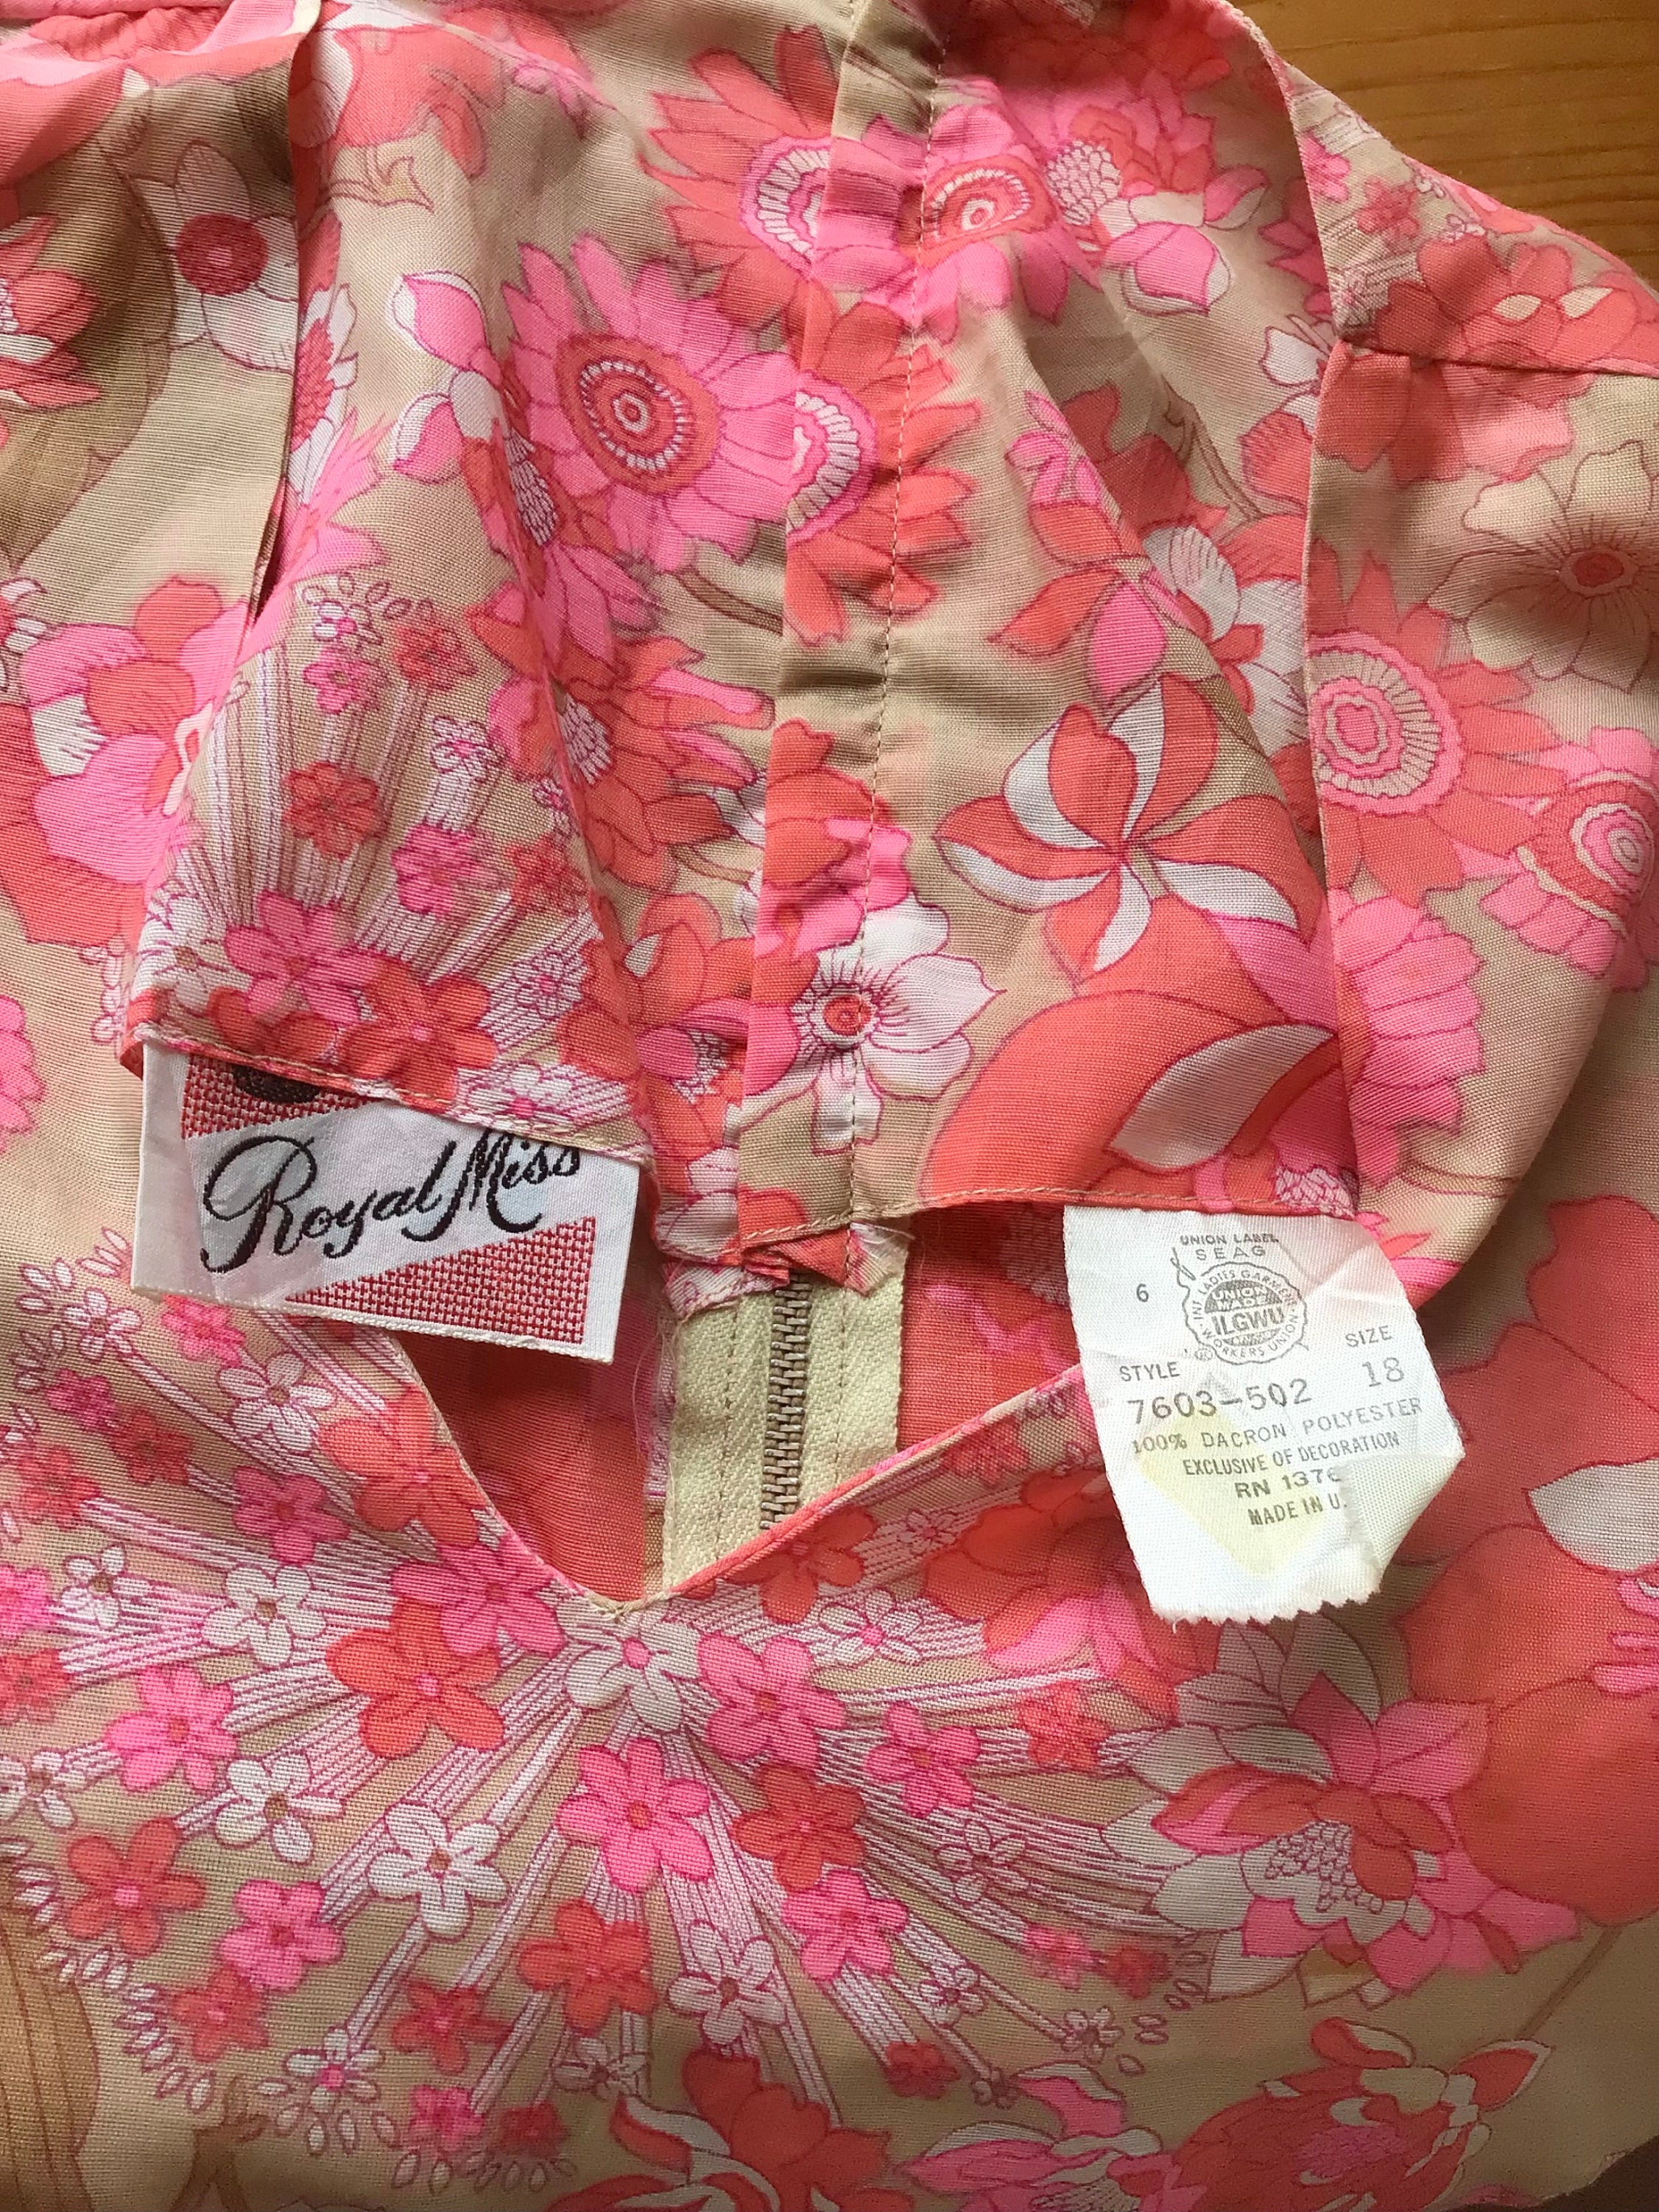 Royal Miss
UNION LABEL
SEAG
6
INT. LADIES GARMENT WORKERS UNION
UNION
MADE
ILGWU
STYLE
SIZE
7603-502
18
100% DACRON POLYESTER
EXCLUSIVE OF DECORATION
RN 137
MADE IN U.